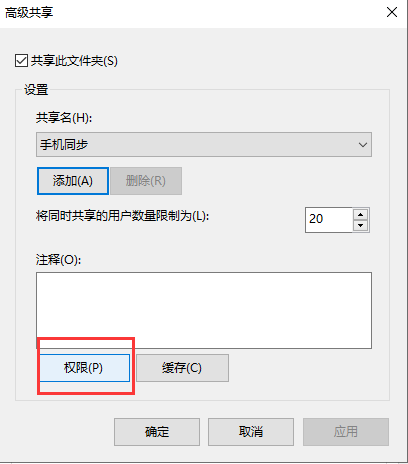 高级共享
共享此文件夹(S)
设置
共享名(H):
手机同步
添加(A) 删除(R)
将同时共享的用户数量限制为(L): 20
注释(O):
权限(P) 缓存(C)
确定 取消 应用